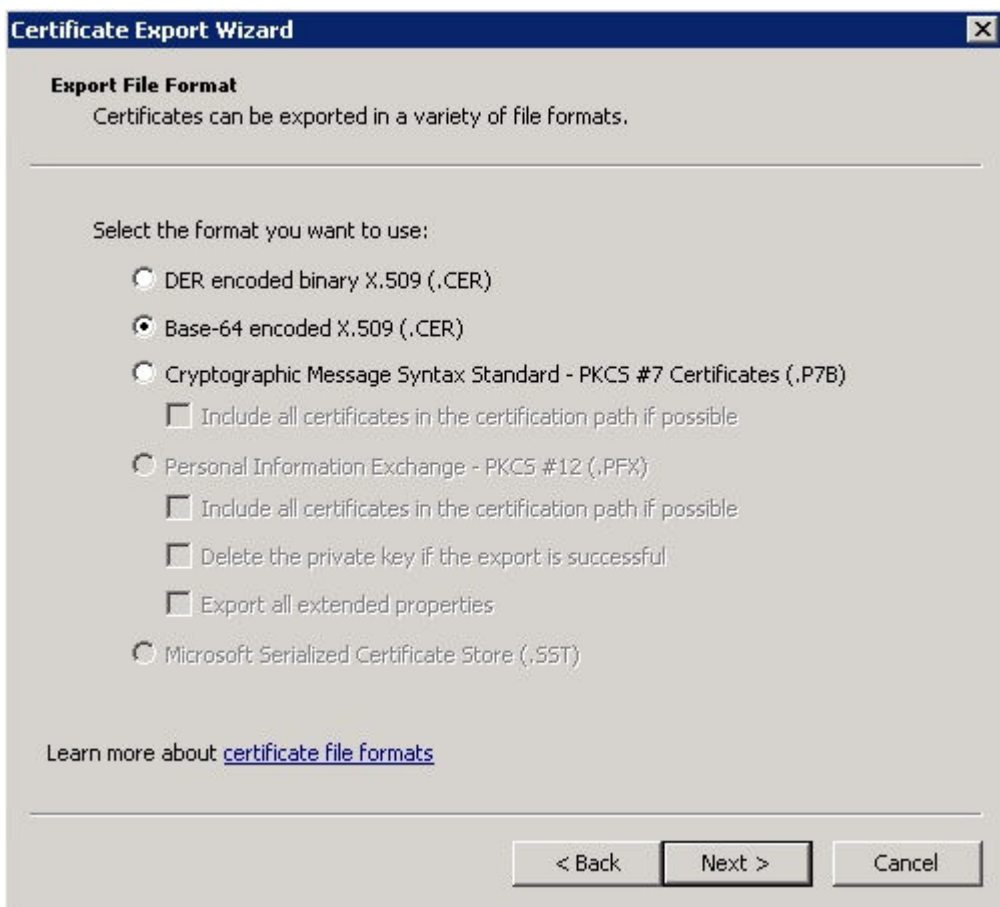 Certificate Export Wizard
Export File Format
Certificates can be exported in a variety of file formats.
Select the format you want to use:
DER encoded binary X.509 (.CER)
Base-64 encoded X.509 (.CER)
Cryptographic Message Syntax Standard - PKCS #7 Certificates (.P7B)
Include all certificates in the certification path if possible
Personal Information Exchange - PKCS #12 (.PFX)
Include all certificates in the certification path if possible
Delete the private key if the export is successful
Export all extended properties
Microsoft Serialized Certificate Store (.SST)
Learn more about certificate file formats
< Back Next > Cancel